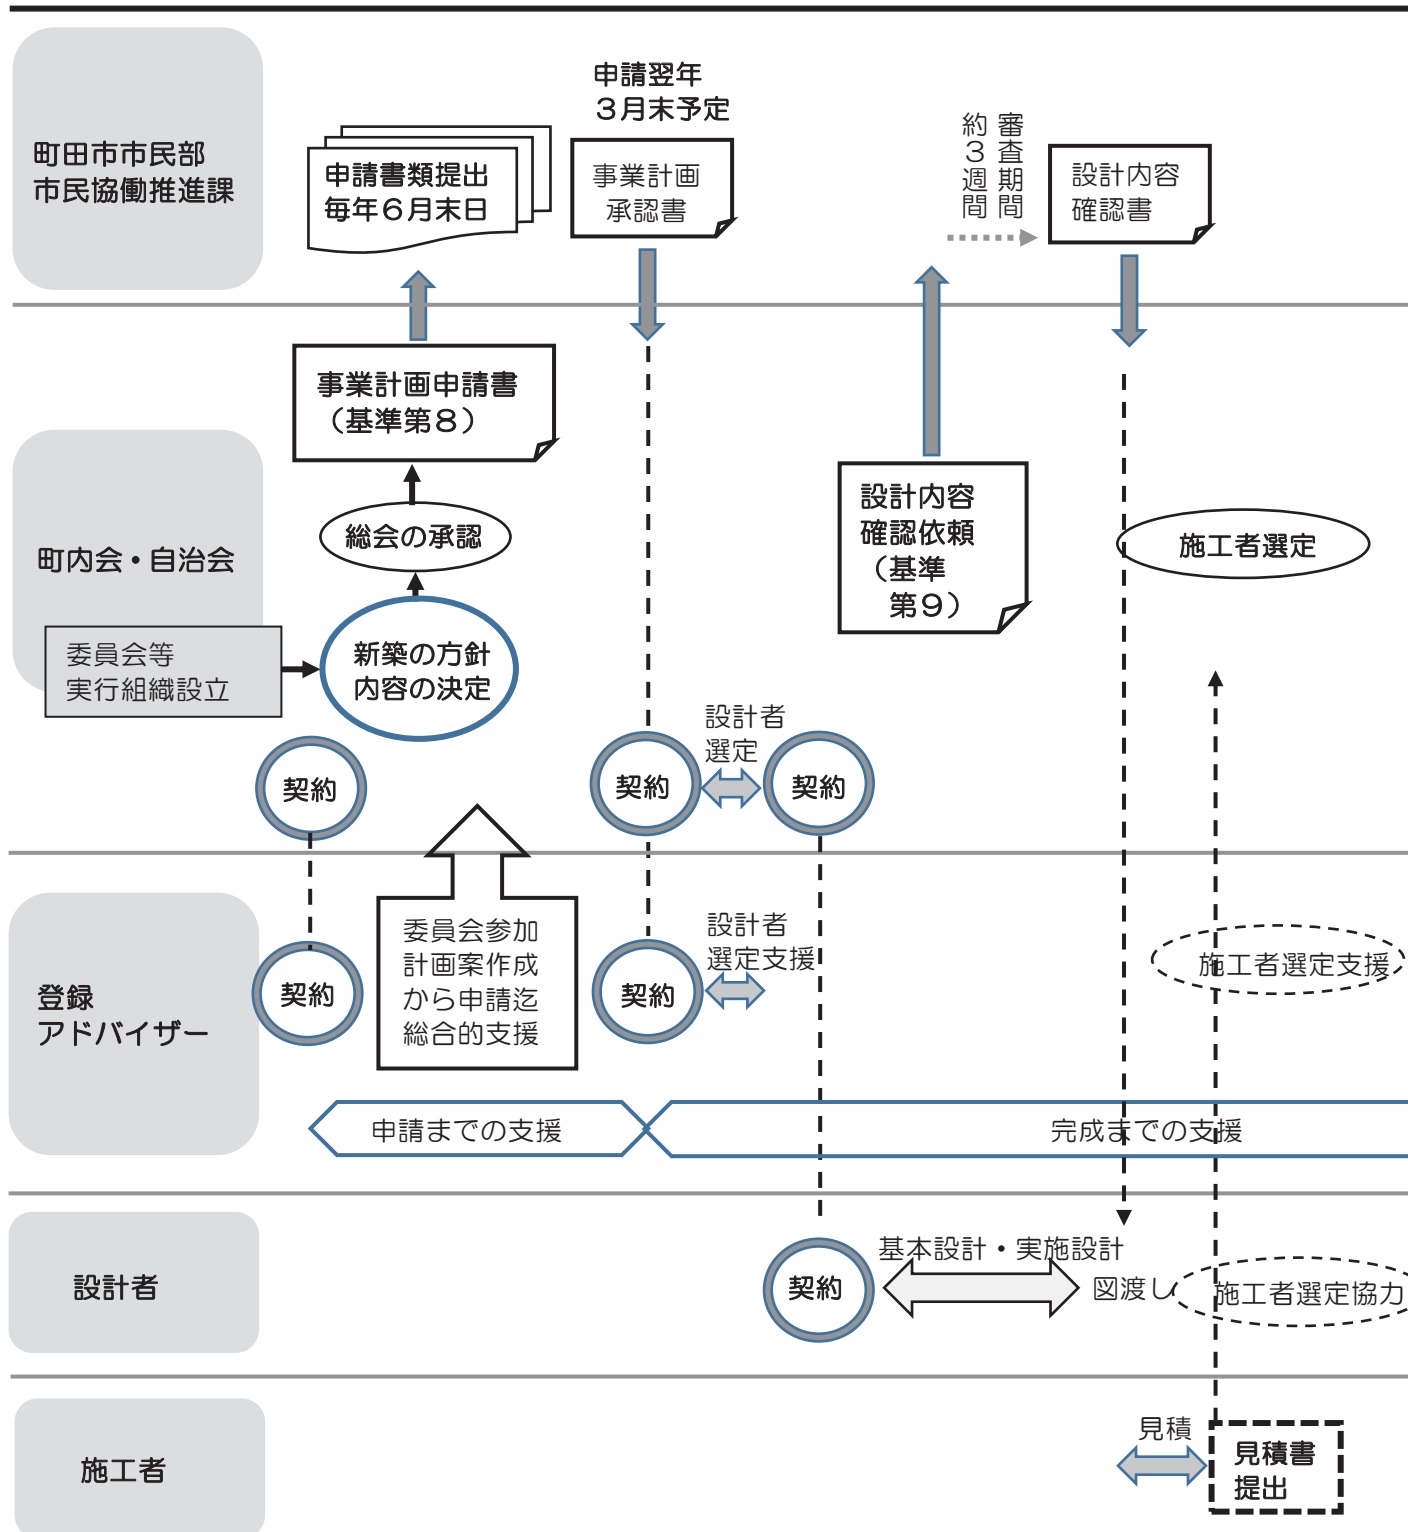 町田市市民部
市民協働推進課
申請書類提出
毎年6月末日
申請翌年
3月末予定
事業計画
承認書
審査期間
約3週間
設計内容
確認書
町内会・自治会
事業計画申請書
（基準第8）
総会の承認
新築の方針
内容の決定
委員会等
実行組織設立
設計内容
確認依頼
（基準
第9）
施工者選定
契約
契約
設計者
選定
契約
登録
アドバイザー
契約
委員会参加
計画案作成
から申請迄
総合的支援
契約
設計者
選定支援
施工者選定支援
申請までの支援
完成までの支援
設計者
契約
基本設計・実施設計
図渡し
施工者選定協力
施工者
見積
見積書
提出